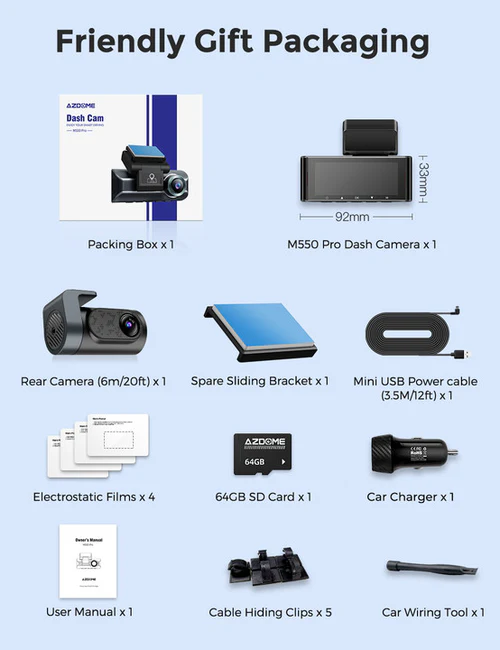 Friendly Gift Packaging
AZDOME
Dash Cam
M550 Pro
33mm
92mm
Packing Box x 1
M550 Pro Dash Camera x 1
Rear Camera (6m/20ft) x 1
Spare Sliding Bracket x 1
Mini USB Power cable
(3.5M/12ft) x 1
AZDOME
64GB
Electrostatic Films x 4
64GB SD Card x 1
Car Charger x 1
Owner's Manual
AZDOME
User Manual x 1
Cable Hiding Clips x 5
Car Wiring Tool x 1